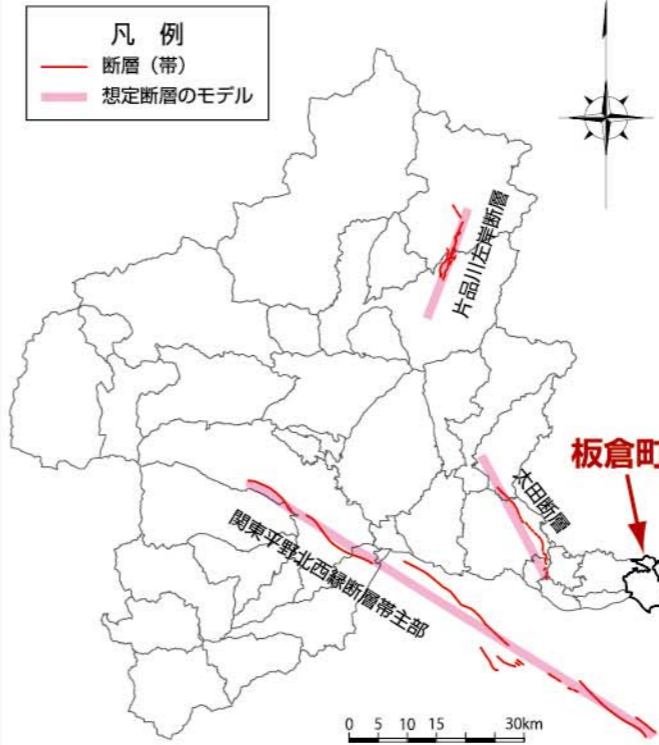 凡 例
断層（帯）
想定断層のモデル
片品川左岸断層
板倉町
太田断層
関東平野北西縁断層帯主部
0 5 10 15 30km